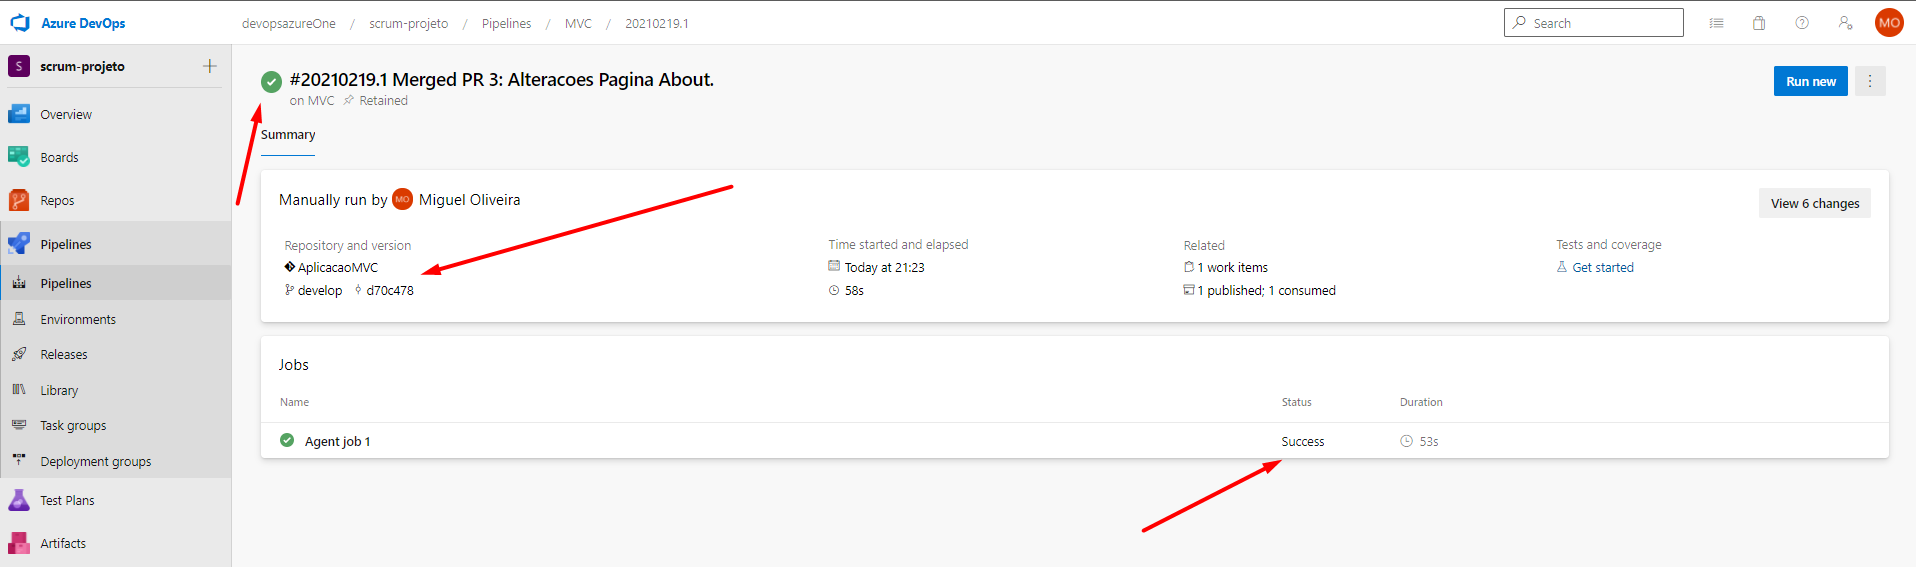 Azure DevOps
devopsazureOne / scrum-projeto / Pipelines / MVC / 20210219.1
Search
MO
S scrum-projeto
Overview
Boards
Repos
Pipelines
Pipelines
Environments
Releases
Library
Task groups
Deployment groups
Test Plans
Artifacts
#20210219.1 Merged PR 3: Alteracoes Pagina About.
on MVC Retained
Run new
Summary
Manually run by MO Miguel Oliveira
View 6 changes
Repository and version
AplicacaoMVC
develop d70c478
Time started and elapsed
Today at 21:23
58s
Related
1 work items
1 published; 1 consumed
Tests and coverage
Get started
Jobs
Name Status Duration
Agent job 1 Success 53s